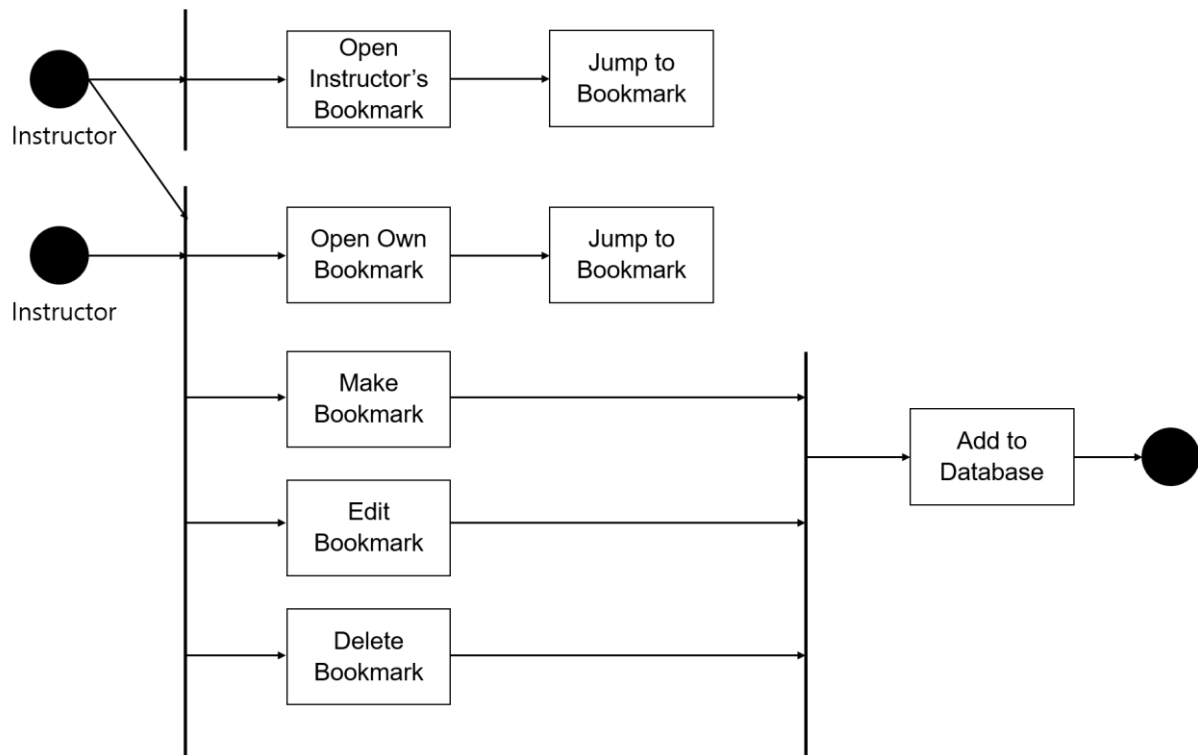 Open
Instructor's
Bookmark
Jump to
Bookmark
Instructor
Open Own
Bookmark
Jump to
Bookmark
Instructor
Make
Bookmark
Add to
Database
Edit
Bookmark
Delete
Bookmark